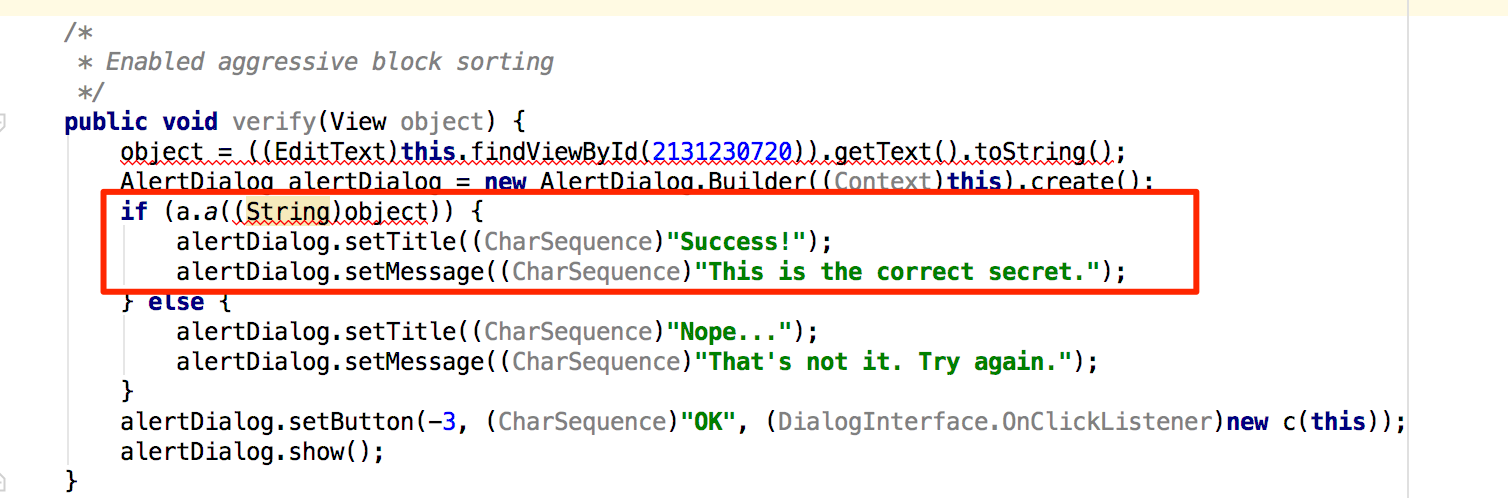 /*
 * Enabled aggressive block sorting
 */
public void verify(View object) {
    object = ((EditText)this.findViewById(2131230720)).getText().toString();
    AlertDialog alertDialog = new AlertDialog.Builder((Context)this).create();
    if (a.a((String)object)) {
        alertDialog.setTitle((CharSequence)"Success!");
        alertDialog.setMessage((CharSequence)"This is the correct secret.");
    } else {
        alertDialog.setTitle((CharSequence)"Nope...");
        alertDialog.setMessage((CharSequence)"That's not it. Try again.");
    }
    alertDialog.setButton(-3, (CharSequence)"OK", (DialogInterface.OnClickListener)new c(this));
    alertDialog.show();
}